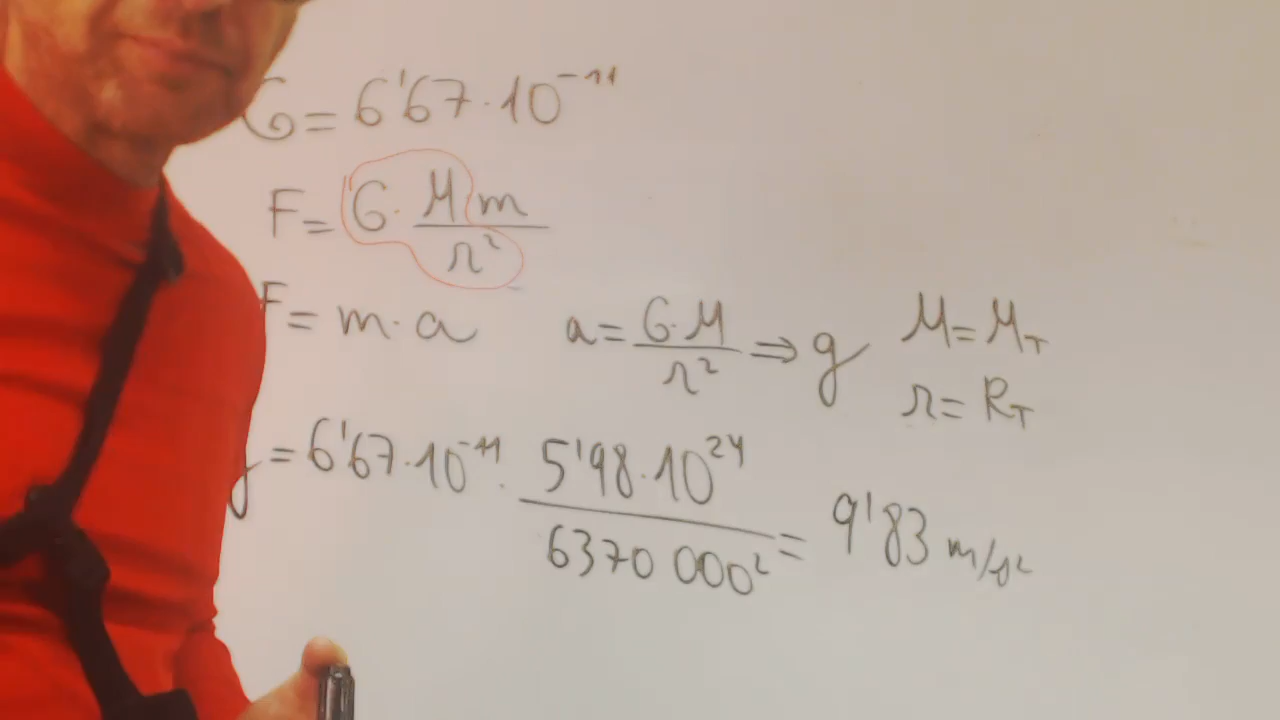 G = 6'67·10⁻¹¹
F = G · Mm / r²
F = m·a    a = G·M / r² ⇒ g    M = M_T
r = R_T
g = 6'67·10⁻¹¹ · 5'98·10²⁴ / 6370 000² = 9'83 m/s²